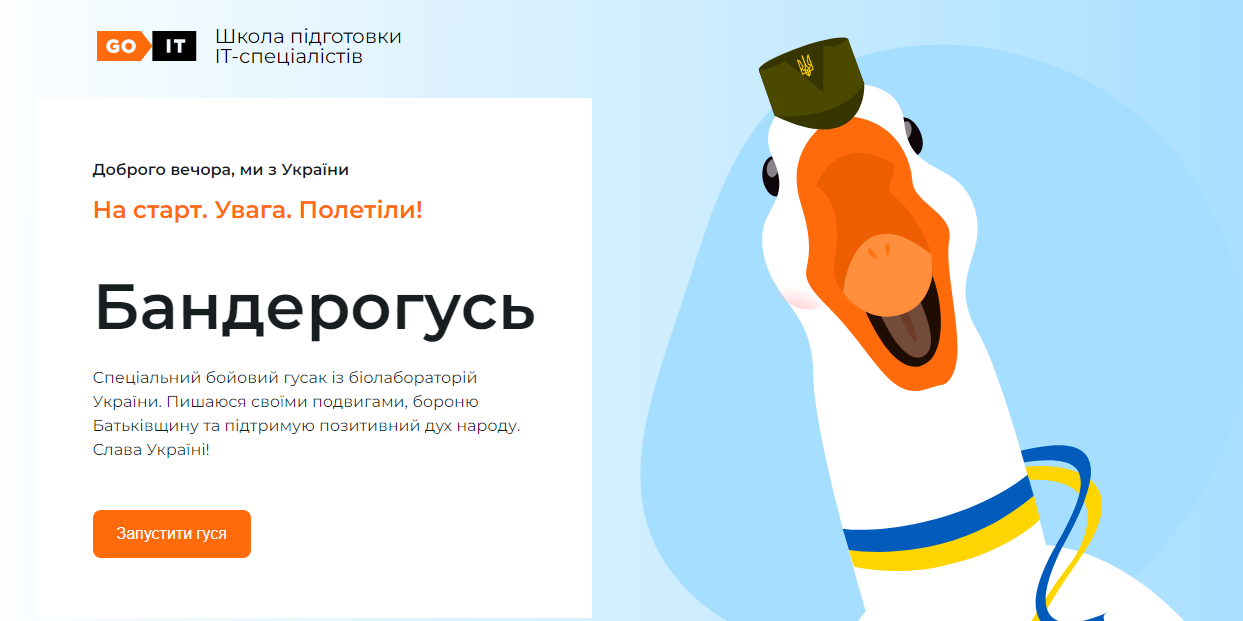 GO IT
Школа підготовки
ІТ-спеціалістів
Доброго вечора, ми з України
На старт. Увага. Полетіли!
Бандерогусь
Спеціальний бойовий гусак із біолабораторій
України. Пишаюся своїми подвигами, бороню
Батьківщину та підтримую позитивний дух народу.
Слава Україні!
Запустити гуся